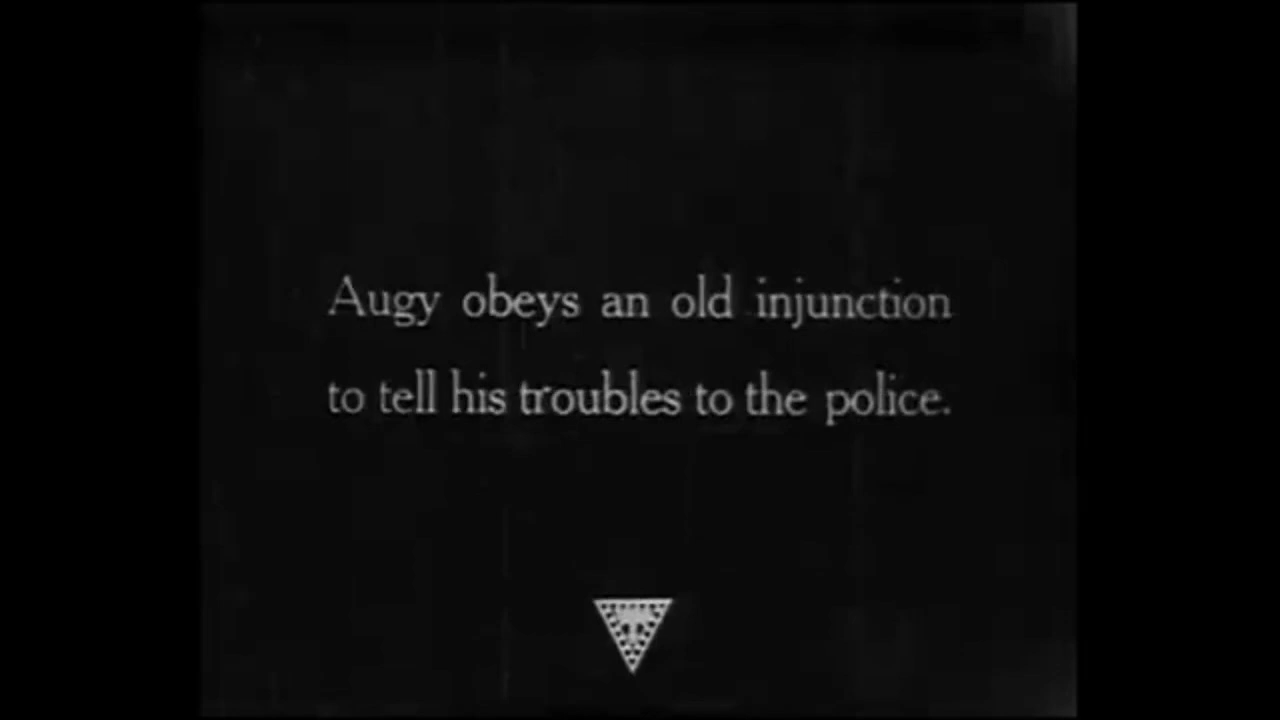 Augy obeys an old injunction
to tell his troubles to the police.